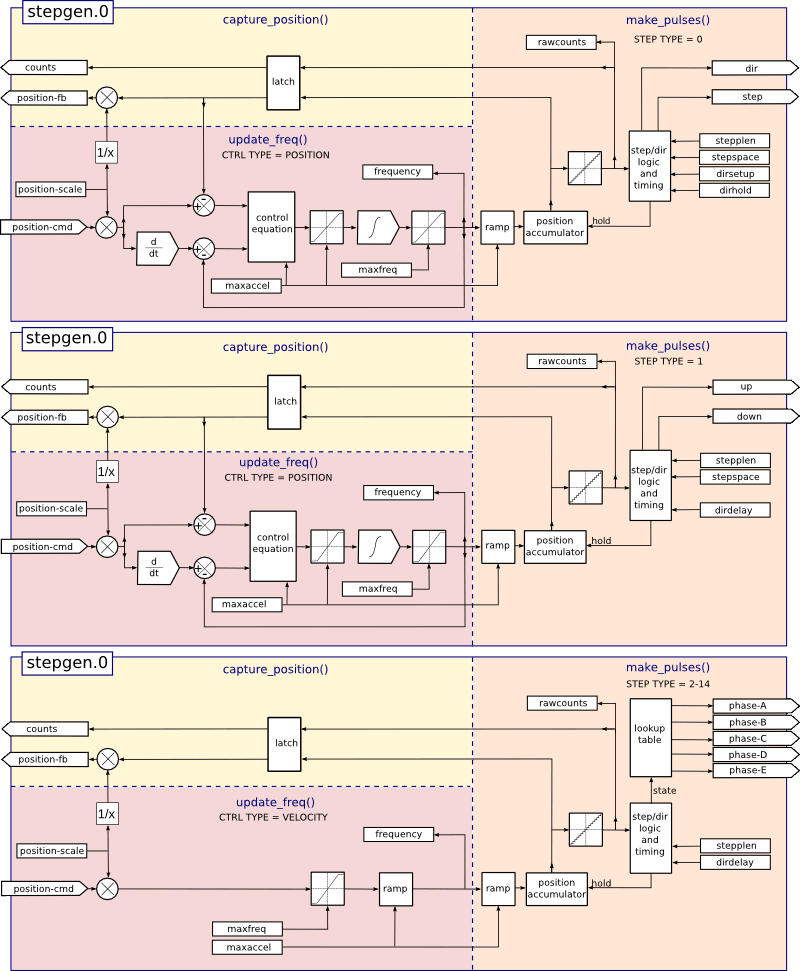 stepgen.0
capture_position()
make_pulses()
STEP TYPE = 0
rawcounts
counts
latch
dir
position-fb
step
update_freq()
CTRL TYPE = POSITION
1/x
step/dir
logic
and
timing
stepplen
stepspace
dirsetup
dirhold
frequency
position-scale
position-cmd
+
-
control
equation
ramp
position
accumulator
hold
d
dt
+
-
maxfreq
maxaccel
stepgen.0
capture_position()
make_pulses()
STEP TYPE = 1
rawcounts
counts
latch
up
position-fb
down
update_freq()
CTRL TYPE = POSITION
1/x
step/dir
logic
and
timing
stepplen
stepspace
dirdelay
frequency
position-scale
position-cmd
+
-
control
equation
ramp
position
accumulator
hold
d
dt
+
-
maxfreq
maxaccel
stepgen.0
capture_position()
make_pulses()
STEP TYPE = 2-14
rawcounts
counts
latch
lookup
table
phase-A
phase-B
phase-C
phase-D
phase-E
position-fb
state
update_freq()
CTRL TYPE = VELOCITY
1/x
step/dir
logic
and
timing
stepplen
dirdelay
frequency
position-scale
position-cmd
ramp
ramp
position
accumulator
hold
maxfreq
maxaccel